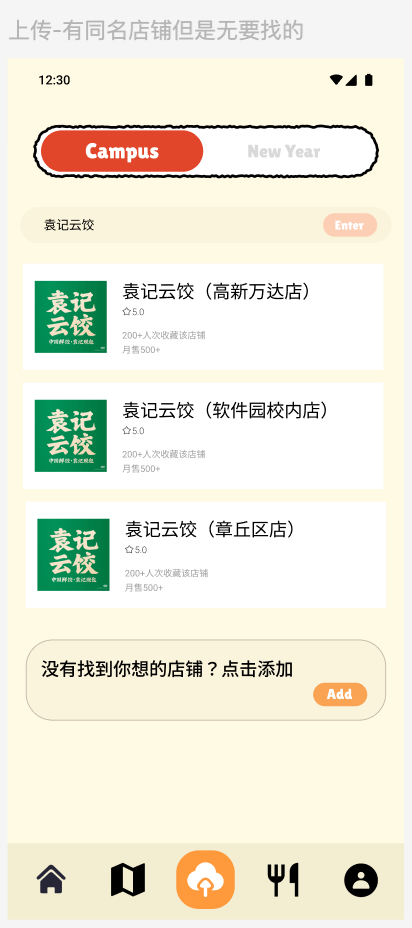 上传-有同名店铺但是无要找的
12:30
Campus
New Year
袁记云饺
Enter
袁记云饺
袁记云饺（高新万达店）
5.0
200+人次收藏该店铺
月售500+
袁记云饺
袁记云饺（软件园校内店）
5.0
200+人次收藏该店铺
月售500+
袁记云饺
袁记云饺（章丘区店）
5.0
200+人次收藏该店铺
月售500+
没有找到你想的店铺？点击添加
Add